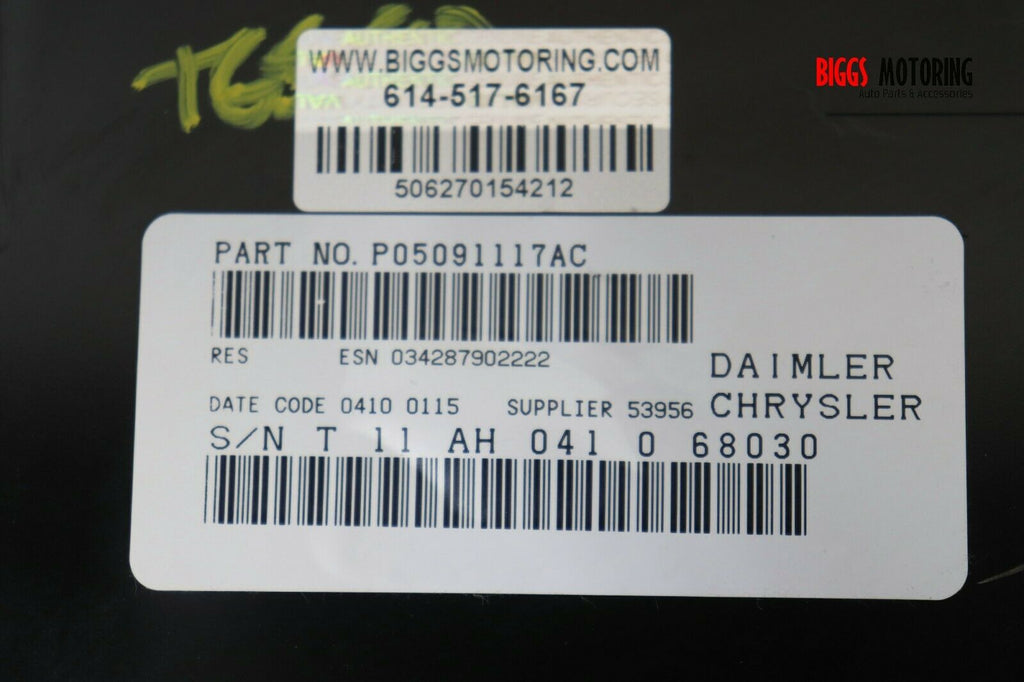 WWW.BIGGSMOTORING.COM
614-517-6167
506270154212
BIGGS MOTORING
Auto Parts & Accessories
PART NO. P05091117AC
RES ESN 034287902222
DAIMLER
CHRYSLER
DATE CODE 0410 0115 SUPPLIER 53956
S/N T 11 AH 041 0 68030